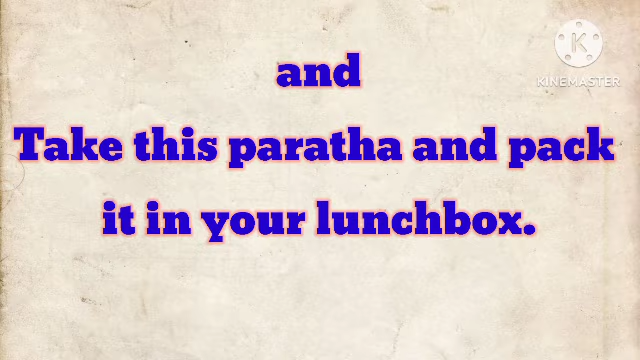 and
KINEMASTER
Take this paratha and pack
it in your lunchbox.